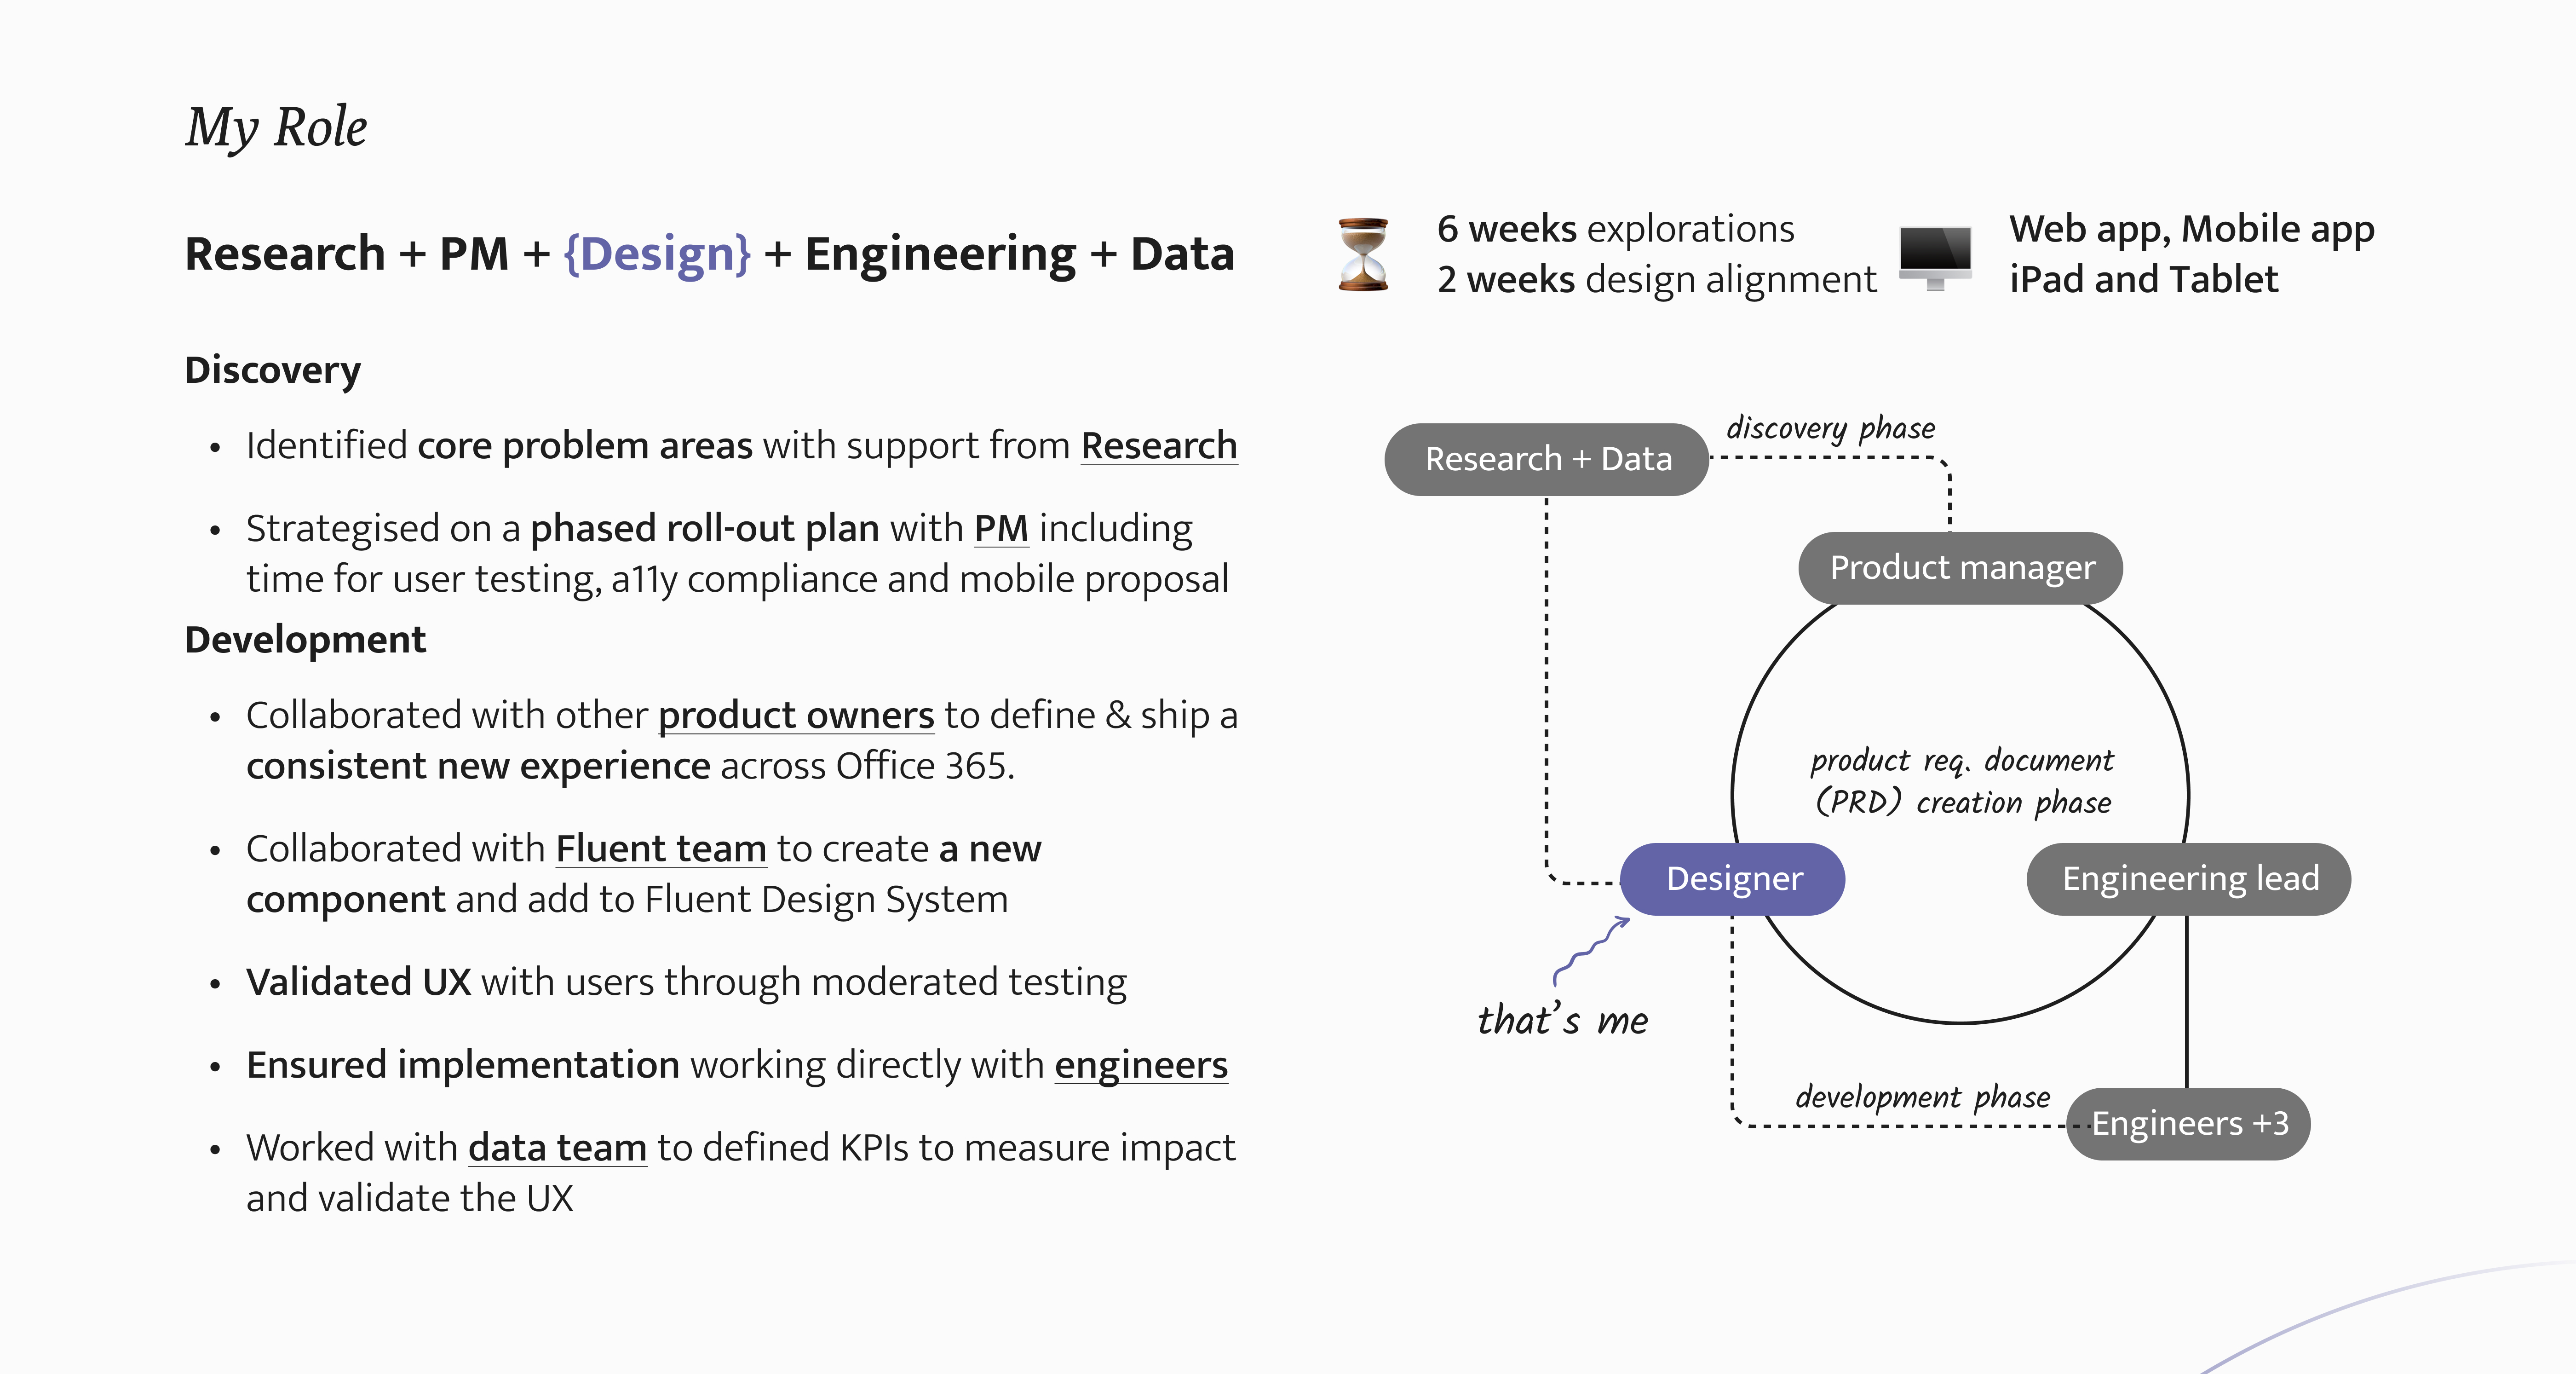 My Role
Research + PM + {Design} + Engineering + Data
6 weeks explorations
2 weeks design alignment
Web app, Mobile app
iPad and Tablet
Discovery
• Identified core problem areas with support from Research
• Strategised on a phased roll-out plan with PM including
time for user testing, a11y compliance and mobile proposal
Development
• Collaborated with other product owners to define & ship a
consistent new experience across Office 365.
• Collaborated with Fluent team to create a new
component and add to Fluent Design System
• Validated UX with users through moderated testing
• Ensured implementation working directly with engineers
• Worked with data team to defined KPIs to measure impact
and validate the UX
discovery phase
Research + Data
Product manager
product req. document
(PRD) creation phase
Designer
Engineering lead
that's me
development phase
Engineers +3